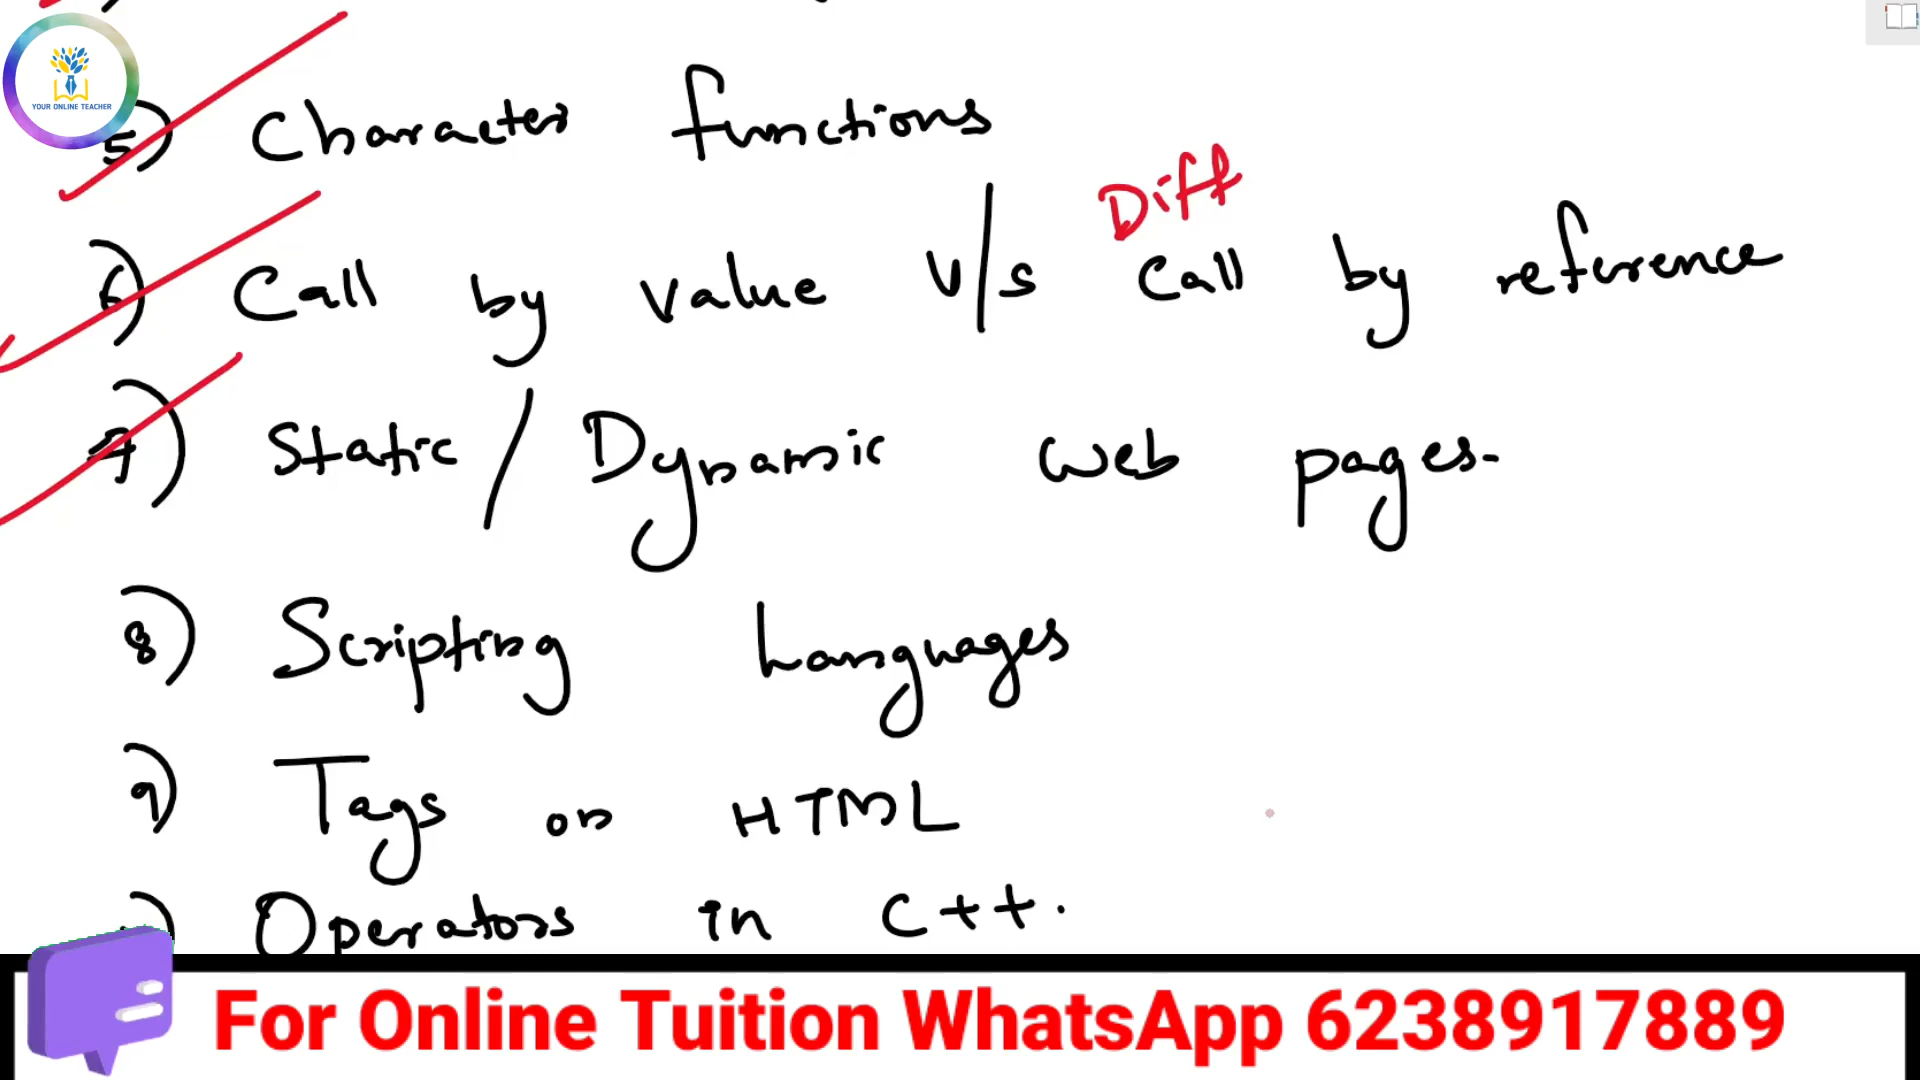 YOUR ONLINE TEACHER
5) Character functions
Diff
6) Call by value v/s Call by reference
7) Static / Dynamic web pages.
8) Scripting Languages
9) Tags on HTML
Operators in C++.
For Online Tuition WhatsApp 6238917889